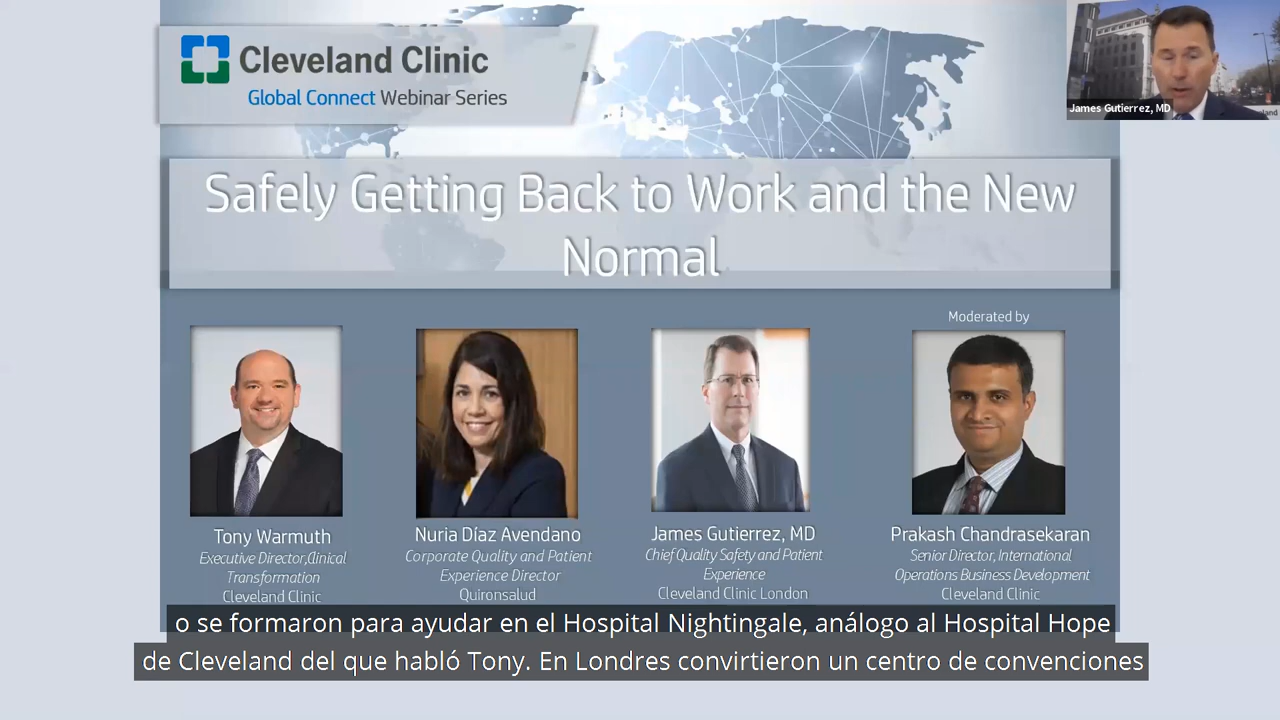 Cleveland Clinic
Global Connect Webinar Series
James Gutierrez, MD
Safely Getting Back to Work and the New
Normal
Moderated by
Tony Warmuth
Executive Director,Clinical
Transformation
Cleveland Clinic
Nuria Díaz Avendano
Corporate Quality and Patient
Experience Director
Quironsalud
James Gutierrez, MD
Chief Quality Safety and Patient
Experience
Cleveland Clinic London
Prakash Chandrasekaran
Senior Director, International
Operations Business Development
Cleveland Clinic
o se formaron para ayudar en el Hospital Nightingale, análogo al Hospital Hope
de Cleveland del que habló Tony. En Londres convirtieron un centro de convenciones